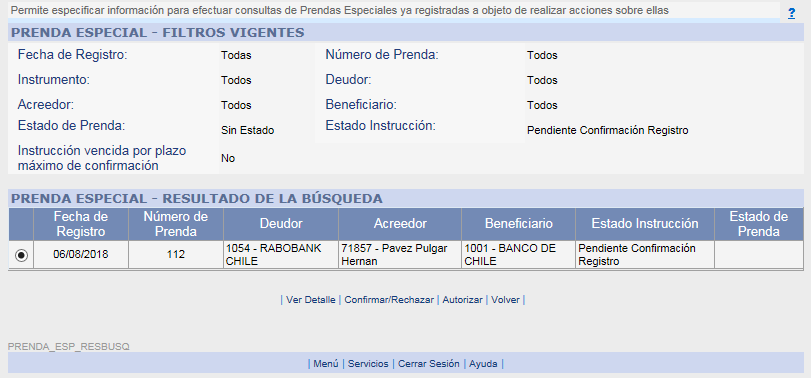 Permite especificar información para efectuar consultas de Prendas Especiales ya registradas a objeto de realizar acciones sobre ellas
?
PRENDA ESPECIAL - FILTROS VIGENTES
Fecha de Registro: Todas Número de Prenda: Todos
Instrumento: Todos Deudor: Todos
Acreedor: Todos Beneficiario: Todos
Estado de Prenda: Sin Estado Estado Instrucción: Pendiente Confirmación Registro
Instrucción vencida por plazo
máximo de confirmación No
PRENDA ESPECIAL - RESULTADO DE LA BÚSQUEDA
Fecha de Registro Número de Prenda Deudor Acreedor Beneficiario Estado Instrucción Estado de Prenda
06/08/2018 112 1054 - RABOBANK CHILE 71857 - Pavez Pulgar Hernan 1001 - BANCO DE CHILE Pendiente Confirmación Registro
| Ver Detalle | Confirmar/Rechazar | Autorizar | Volver |
PRENDA_ESP_RESBUSQ
| Menú | Servicios | Cerrar Sesión | Ayuda |